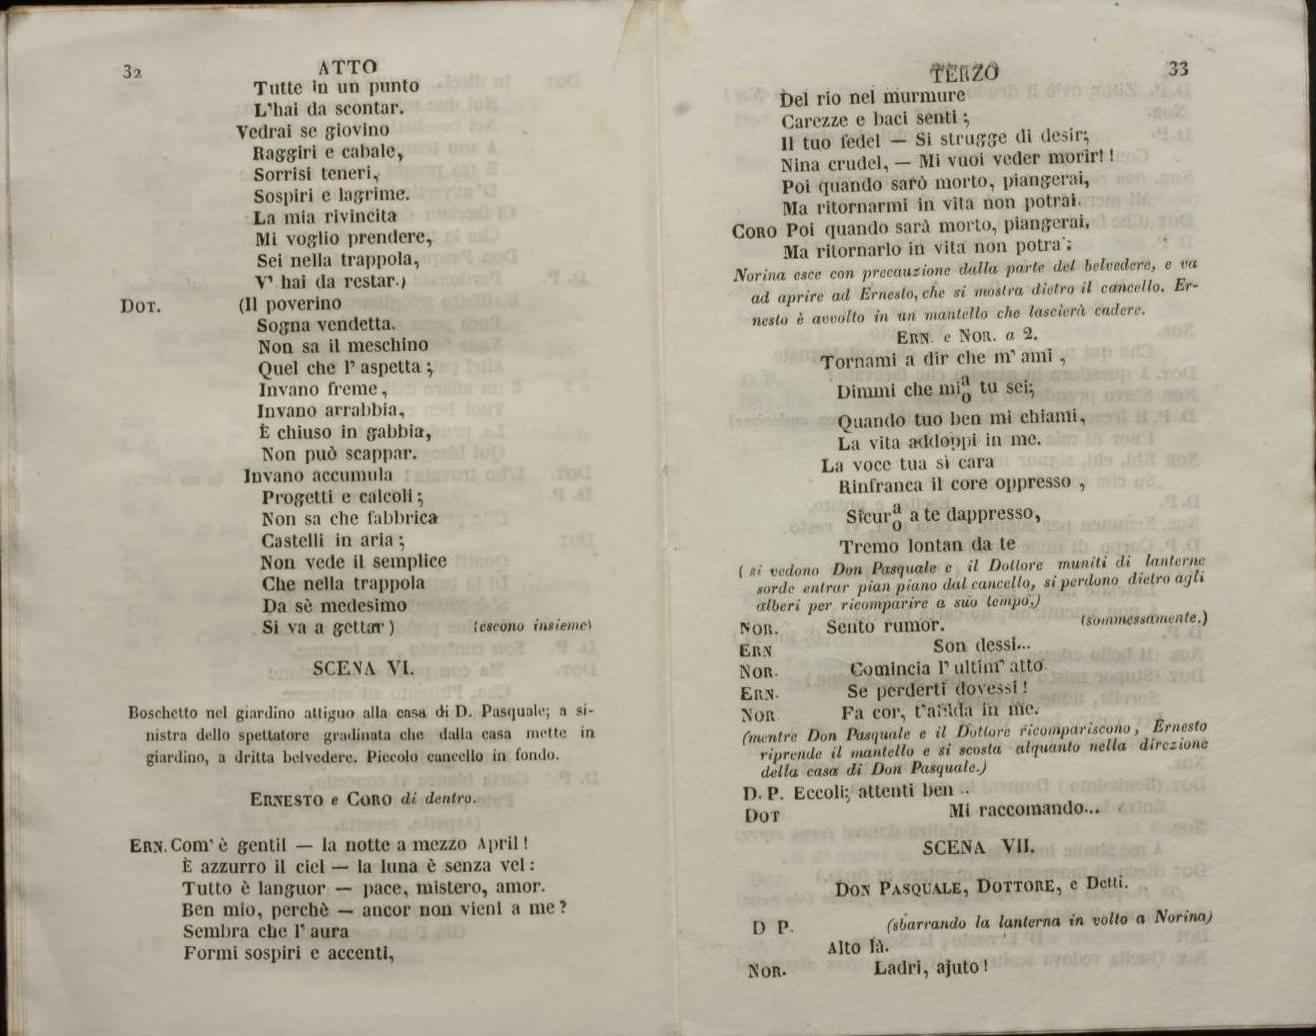 32
ATTO
Tutte in un punto
L'hai da scontar.
Vedrai se giovino
Raggiri e cabale,
Sorrisi teneri,
Sospiri e lagrime.
La mia rivincita
Mi voglio prendere,
Sei nella trappola,
V' hai da restar.)
DOT. (Il poverino
Sogna vendetta.
Non sa il meschino
Quel che l' aspetta;
Invano freme,
Invano arrabbia,
È chiuso in gabbia,
Non può scappar.
Invano accumula
Progetti e calcoli;
Non sa che fabbrica
Castelli in aria;
Non vede il semplice
Che nella trappola
Da sè medesimo
Si va a gettar) (escono insieme)
SCENA VI.
Boschetto nel giardino attiguo alla casa di D. Pasquale; a si-
nistra dello spettatore gradinata che dalla casa mette in
giardino, a dritta belvedere. Piccolo cancello in fondo.
ERNESTO e CORO di dentro.
ERN. Com' è gentil — la notte a mezzo April!
È azzurro il ciel — la luna è senza vel:
Tutto è languor — pace, mistero, amor.
Ben mio, perchè — ancor non vieni a me?
Sembra che l' aura
Formi sospiri e accenti,
TERZO
33
Del rio nel murmure
Carezze e baci senti;
Il tuo fedel — Si strugge di desir;
Nina crudel, — Mi vuoi veder morir!!
Poi quando sarò morto, piangerai,
Ma ritornarmi in vita non potrai.
CORO Poi quando sarà morto, piangerai,
Ma ritornarlo in vita non potra:
Norina esce con precauzione dalla parte del belvedere, e va
ad aprire ad Ernesto, che si mostra dietro il cancello. Er-
nesto è avvolto in un mantello che lascierà cadere.
ERN. e NOR. a 2.
Tornami a dir che m' ami,
Dimmi che mi a/o tu sei;
Quando tuo ben mi chiami,
La vita addoppi in me.
La voce tua sì cara
Rinfranca il core oppresso,
Sicur a/o a te dappresso,
Tremo lontan da te
(si vedono Don Pasquale e il Dottore muniti di lanterne
sorde entrar pian piano dal cancello, si perdono dietro agli
alberi per ricomparire a suo tempo.)
NOR. Sento rumor. (sommessamente.)
ERN Son dessi...
NOR. Comincia l' ultim' atto
ERN. Se perderti dovessi!
NOR Fa cor, t'affida in me.
(mentre Don Pasquale e il Dottore ricompariscono, Ernesto
riprende il mantello e si scosta alquanto nella direzione
della casa di Don Pasquale.)
D. P. Eccoli; attenti ben ..
DOT Mi raccomando...
SCENA VII.
DON PASQUALE, DOTTORE, e Detti.
D P. (sbarrando la lanterna in volto a Norina)
Alto là.
NOR. Ladri, ajuto!